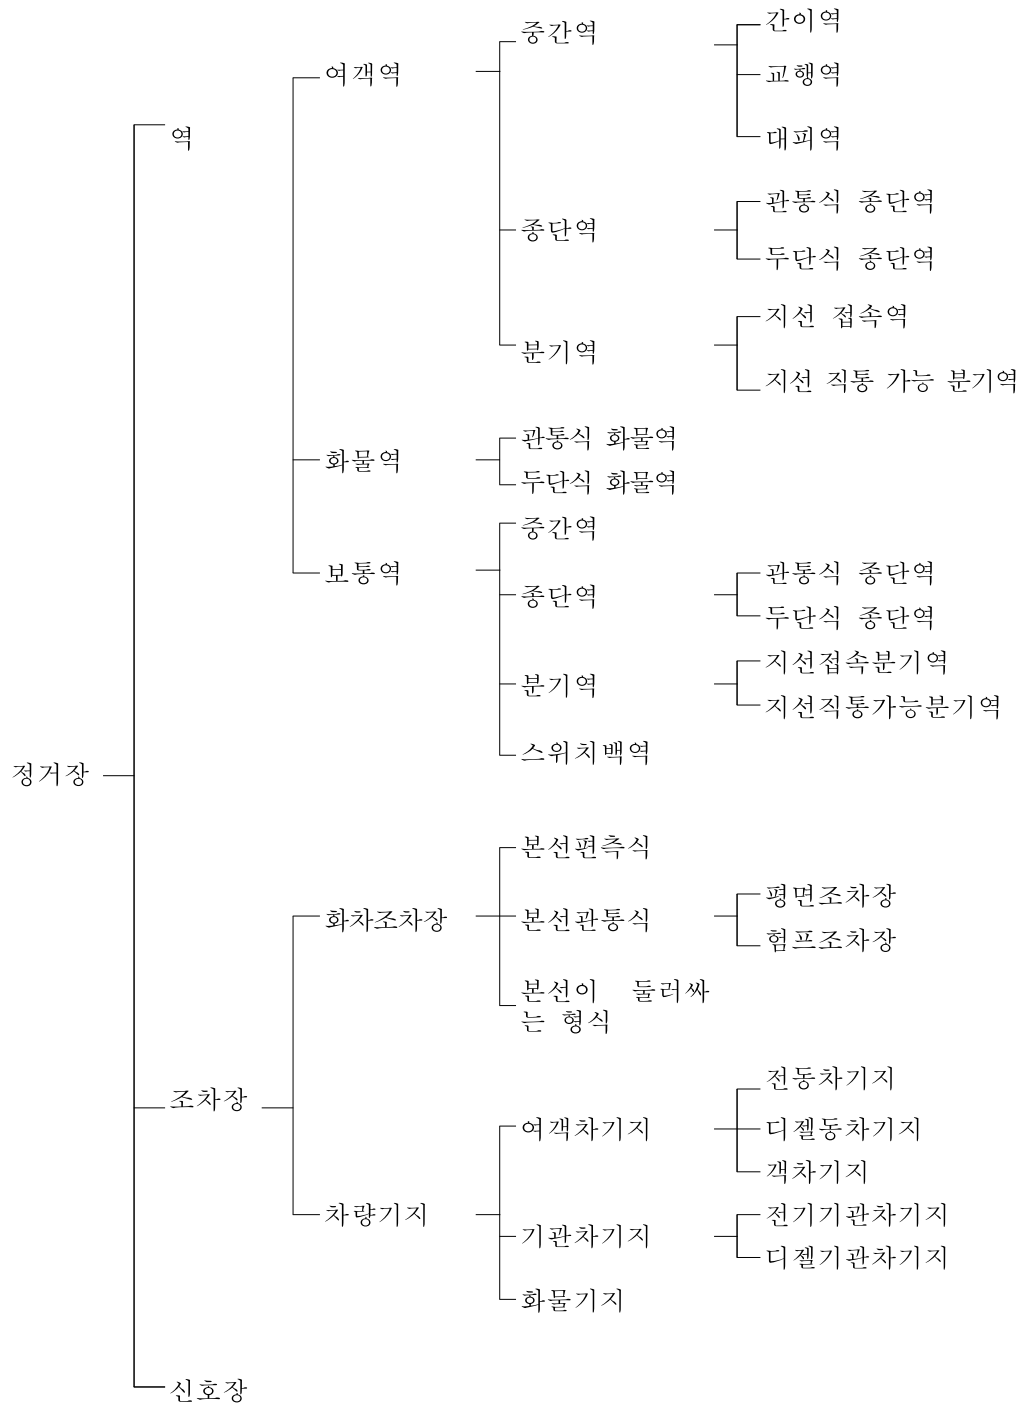 정거장
역
여객역
중간역
간이역
교행역
대피역
종단역
관통식 종단역
두단식 종단역
분기역
지선 접속역
지선 직통 가능 분기역
화물역
관통식 화물역
두단식 화물역
보통역
중간역
종단역
관통식 종단역
두단식 종단역
분기역
지선접속분기역
지선직통가능분기역
스위치백역
조차장
화차조차장
본선편측식
본선관통식
평면조차장
험프조차장
본선이 둘러싸
는 형식
차량기지
여객차기지
전동차기지
디젤동차기지
객차기지
기관차기지
전기기관차기지
디젤기관차기지
화물기지
신호장